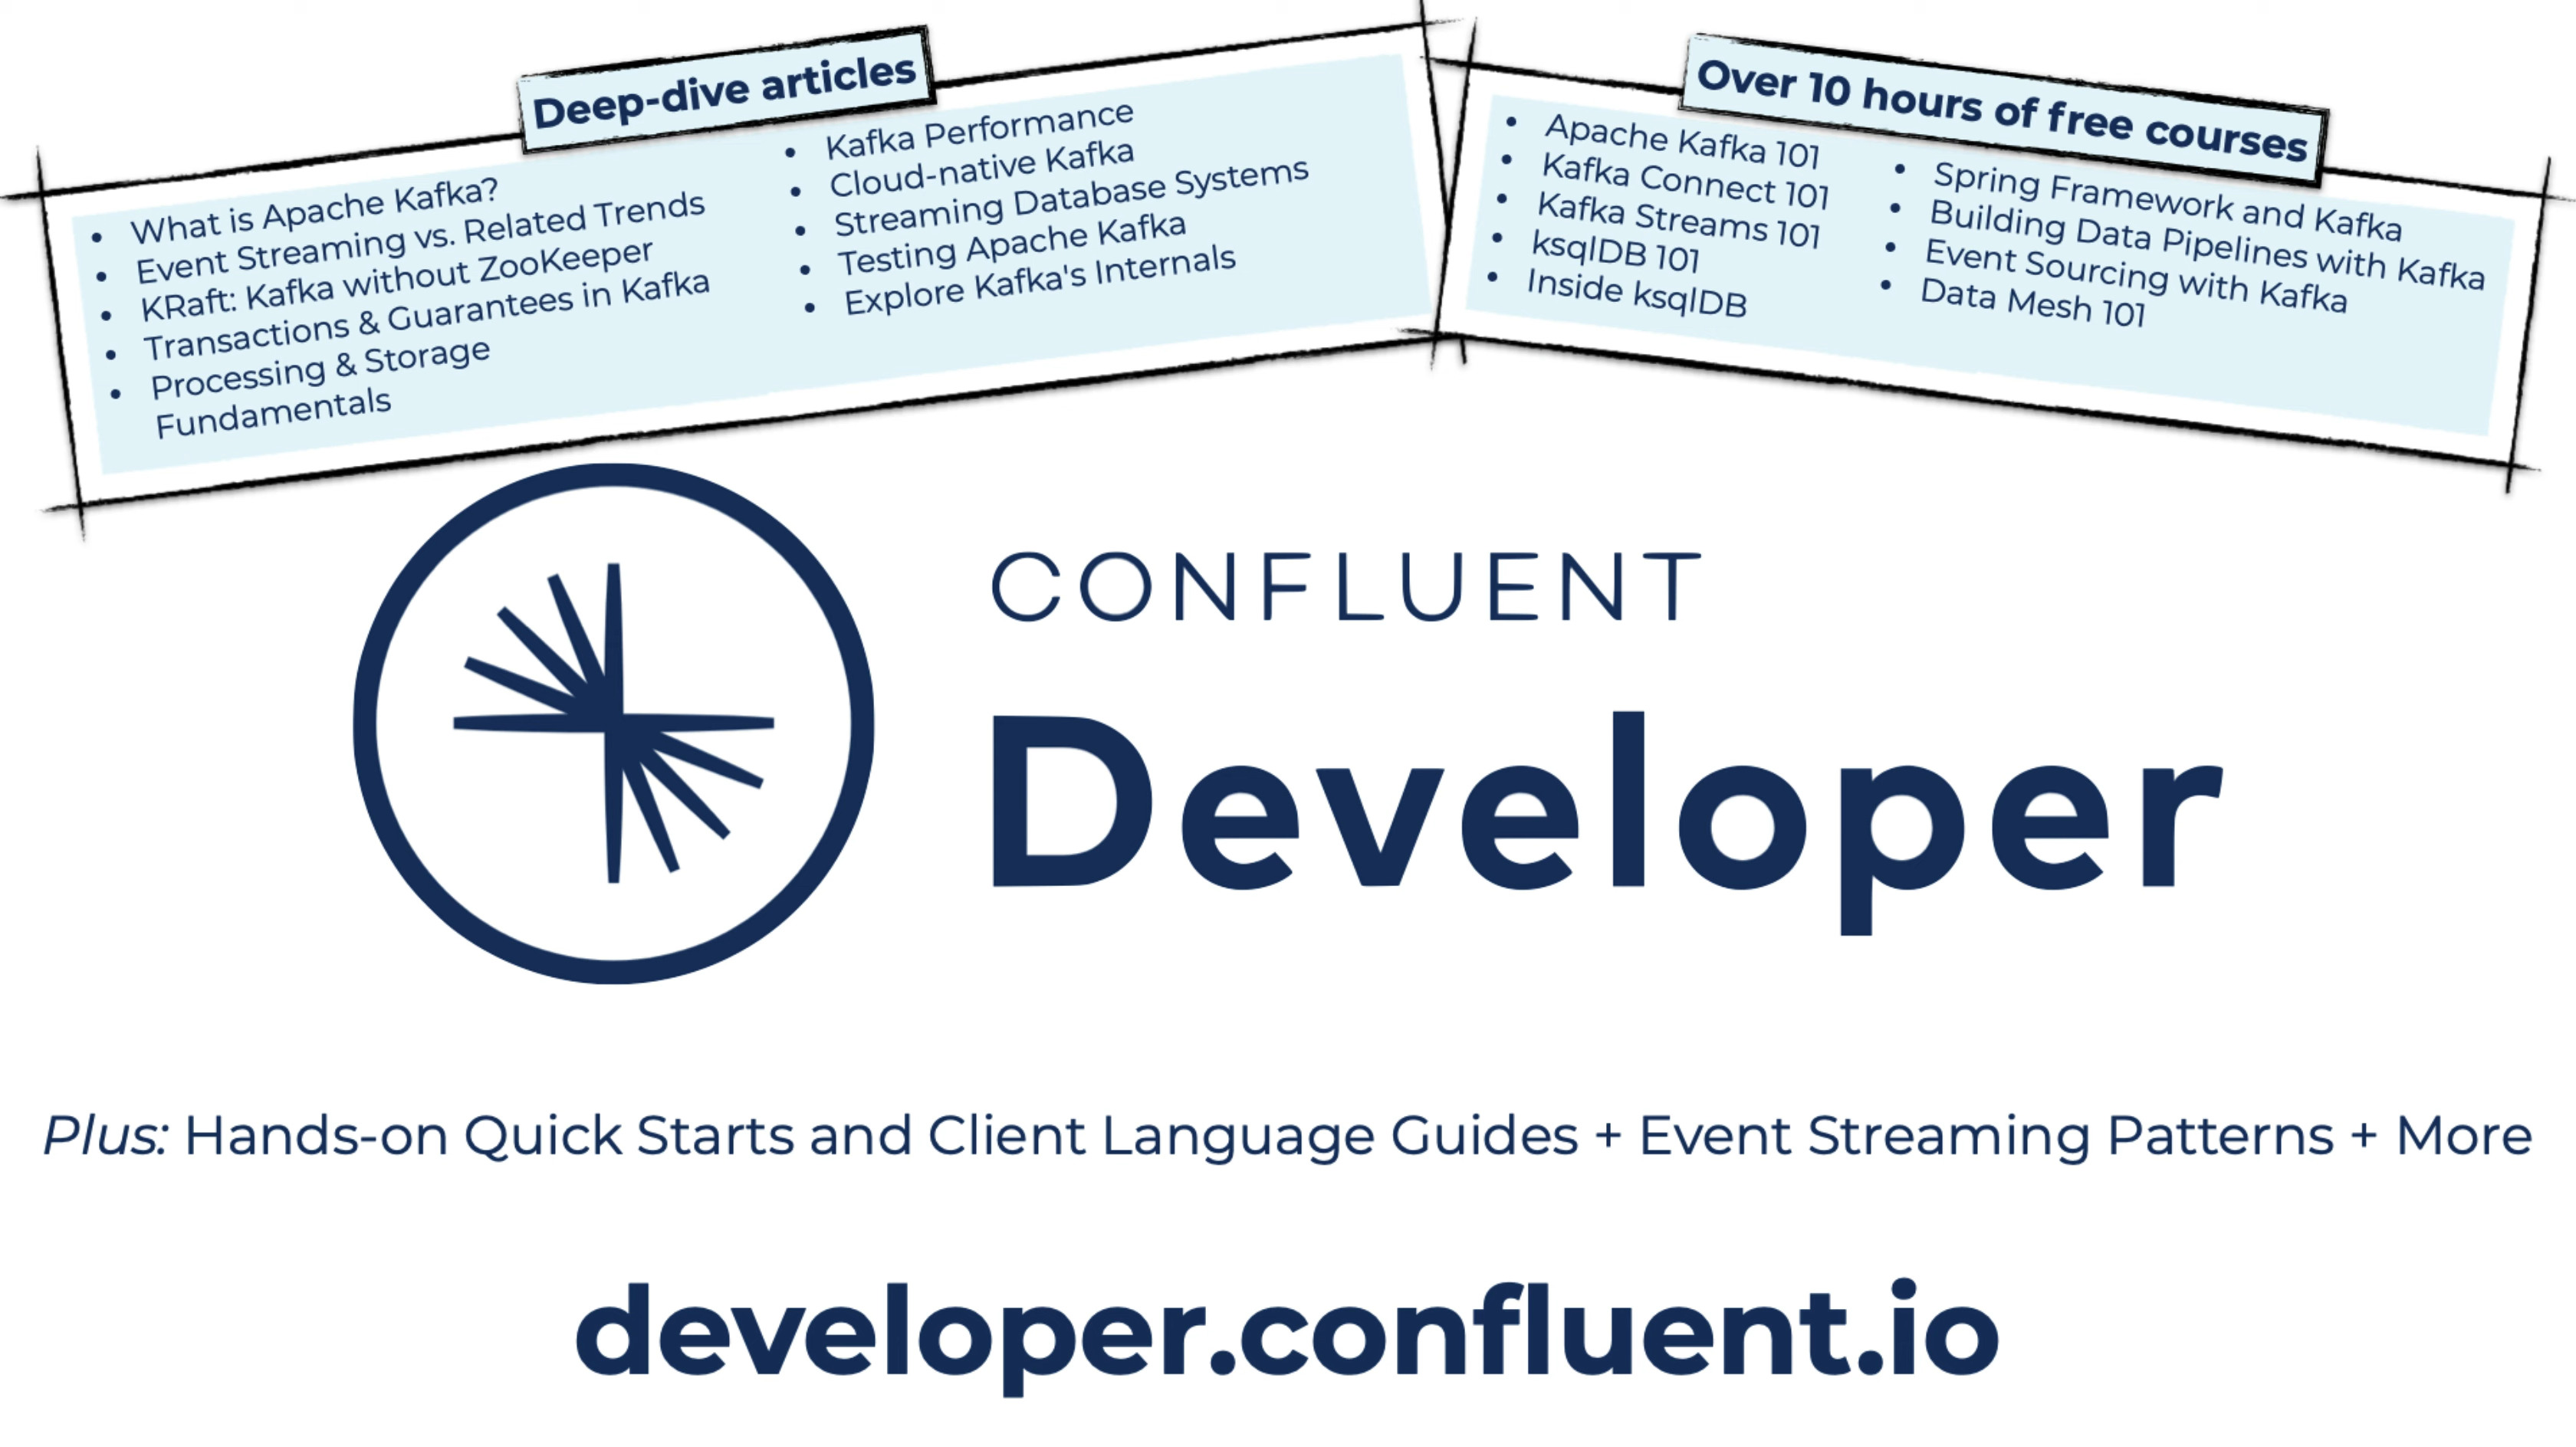 Deep-dive articles
• What is Apache Kafka?
• Event Streaming vs. Related Trends
• KRaft: Kafka without ZooKeeper
• Transactions & Guarantees in Kafka
• Processing & Storage
Fundamentals
• Kafka Performance
• Cloud-native Kafka
• Streaming Database Systems
• Testing Apache Kafka
• Explore Kafka's Internals
Over 10 hours of free courses
• Apache Kafka 101
• Kafka Connect 101
• Kafka Streams 101
• ksqlDB 101
• Inside ksqlDB
• Spring Framework and Kafka
• Building Data Pipelines with Kafka
• Event Sourcing with Kafka
• Data Mesh 101
CONFLUENT
Developer
Plus: Hands-on Quick Starts and Client Language Guides + Event Streaming Patterns + More
developer.confluent.io